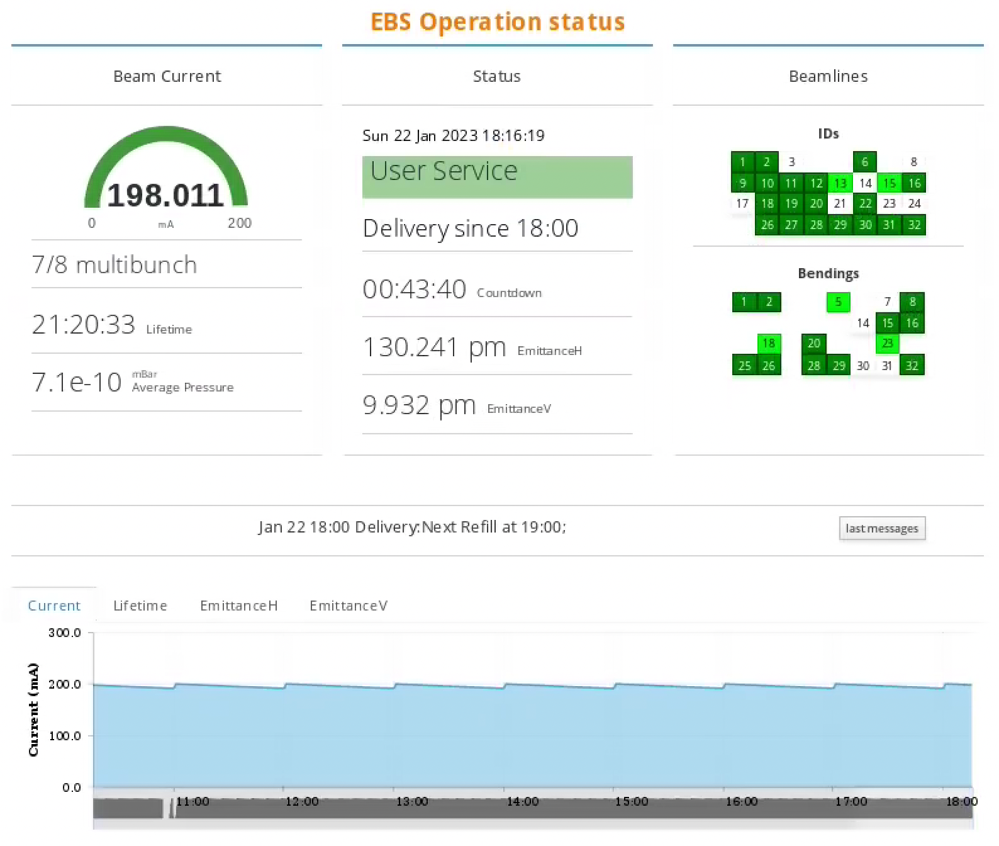 EBS Operation status
Beam Current
198.011
0 mA 200
7/8 multibunch
21:20:33 Lifetime
7.1e-10 mBar Average Pressure
Status
Sun 22 Jan 2023 18:16:19
User Service
Delivery since 18:00
00:43:40 Countdown
130.241 pm EmittanceH
9.932 pm EmittanceV
Beamlines
IDs
1 2 3 6 8
9 10 11 12 13 14 15 16
17 18 19 20 21 22 23 24
26 27 28 29 30 31 32
Bendings
1 2 5 7 8
14 15 16
18 20 23
25 26 28 29 30 31 32
Jan 22 18:00 Delivery:Next Refill at 19:00;
last messages
Current Lifetime EmittanceH EmittanceV
Current (mA)
300.0
200.0
100.0
0.0
11:00 12:00 13:00 14:00 15:00 16:00 17:00 18:00